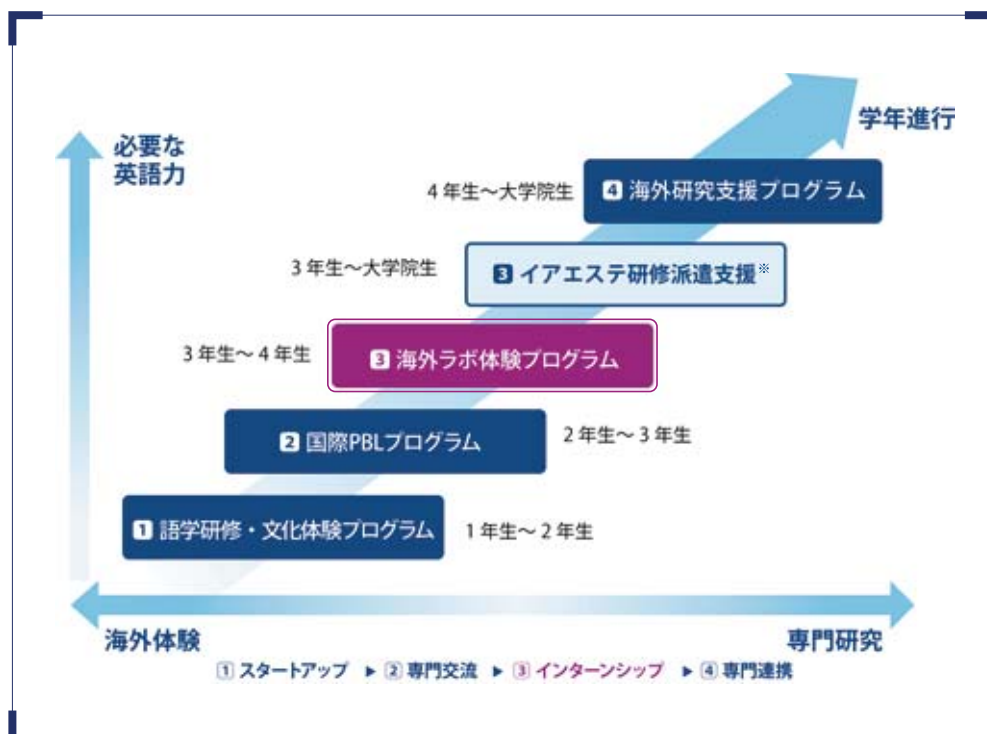 学年進行
必要な
英語力
4年生～大学院生
4 海外研究支援プログラム
3年生～大学院生
3 イアエステ研修派遣支援※
3年生～4年生
3 海外ラボ体験プログラム
2 国際PBLプログラム
2年生～3年生
1 語学研修・文化体験プログラム
1年生～2年生
海外体験
専門研究
1 スタートアップ ▶ 2 専門交流 ▶ 3 インターンシップ ▶ 4 専門連携